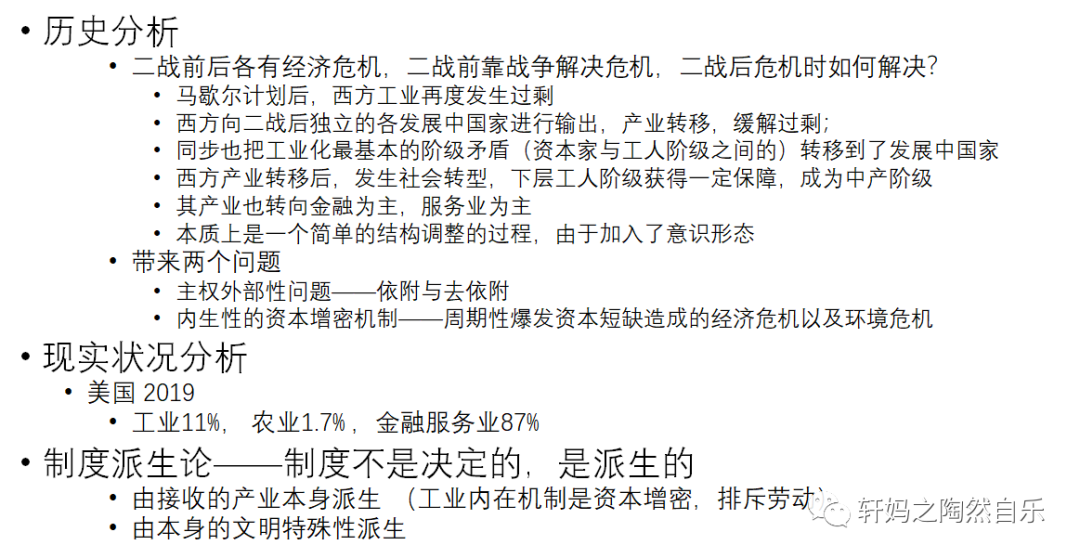 • 历史分析
• 二战前后各有经济危机，二战前靠战争解决危机，二战后危机时如何解决？
• 马歇尔计划后，西方工业再度发生过剩
• 西方向二战后独立的各发展中国家进行输出，产业转移，缓解过剩；
• 同步也把工业化最基本的阶级矛盾（资本家与工人阶级之间的）转移到了发展中国家
• 西方产业转移后，发生社会转型，下层工人阶级获得一定保障，成为中产阶级
• 其产业也转向金融为主，服务业为主
• 本质上是一个简单的结构调整的过程，由于加入了意识形态
• 带来两个问题
• 主权外部性问题——依附与去依附
• 内生性的资本增密机制——周期性爆发资本短缺造成的经济危机以及环境危机
• 现实状况分析
• 美国 2019
• 工业11%， 农业1.7%，金融服务业87%
• 制度派生论——制度不是决定的，是派生的
• 由接收的产业本身派生 （工业内在机制是资本增密，排斥劳动）
• 由本身的文明特殊性派生
轩妈之陶然自乐